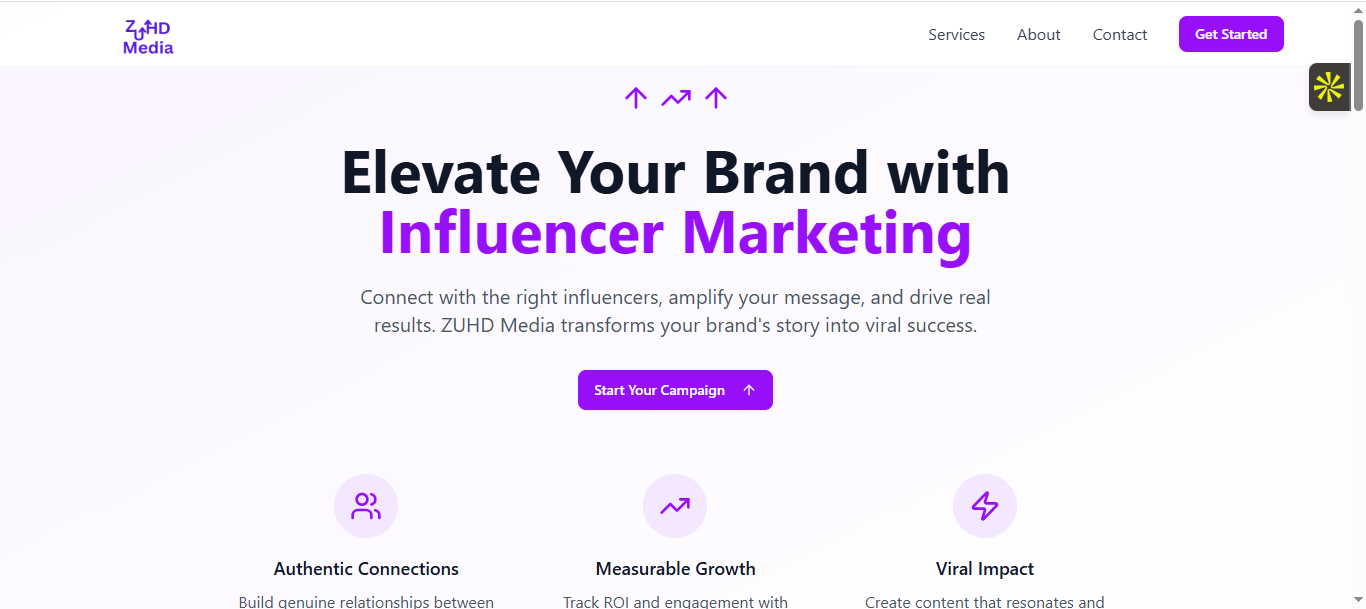 ZUHD
Media
Services
About
Contact
Get Started
Elevate Your Brand with
Influencer Marketing
Connect with the right influencers, amplify your message, and drive real
results. ZUHD Media transforms your brand's story into viral success.
Start Your Campaign
Authentic Connections
Measurable Growth
Viral Impact
Build genuine relationships between
Track ROI and engagement with
Create content that resonates and